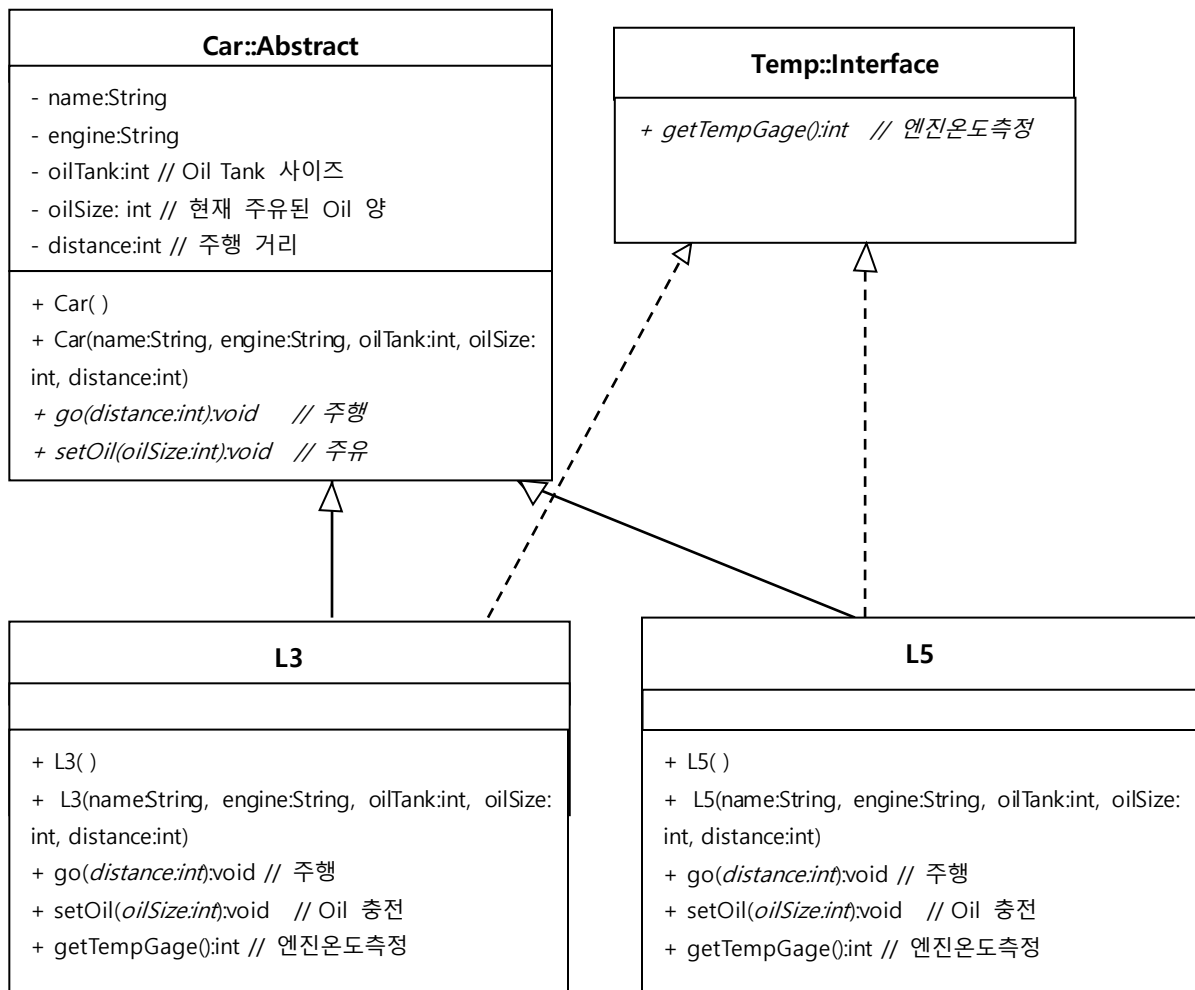 Car::Abstract
- name:String
- engine:String
- oilTank:int // Oil Tank 사이즈
- oilSize: int // 현재 주유된 Oil 양
- distance:int // 주행 거리
+ Car( )
+ Car(name:String, engine:String, oilTank:int, oilSize:
int, distance:int)
+ go(distance:int):void // 주행
+ setOil(oilSize:int):void // 주유
Temp::Interface
+ getTempGage():int // 엔진온도측정
L3
+ L3( )
+ L3(name:String, engine:String, oilTank:int, oilSize:
int, distance:int)
+ go(distance:int):void // 주행
+ setOil(oilSize:int):void // Oil 충전
+ getTempGage():int // 엔진온도측정
L5
+ L5( )
+ L5(name:String, engine:String, oilTank:int, oilSize:
int, distance:int)
+ go(distance:int):void // 주행
+ setOil(oilSize:int):void // Oil 충전
+ getTempGage():int // 엔진온도측정